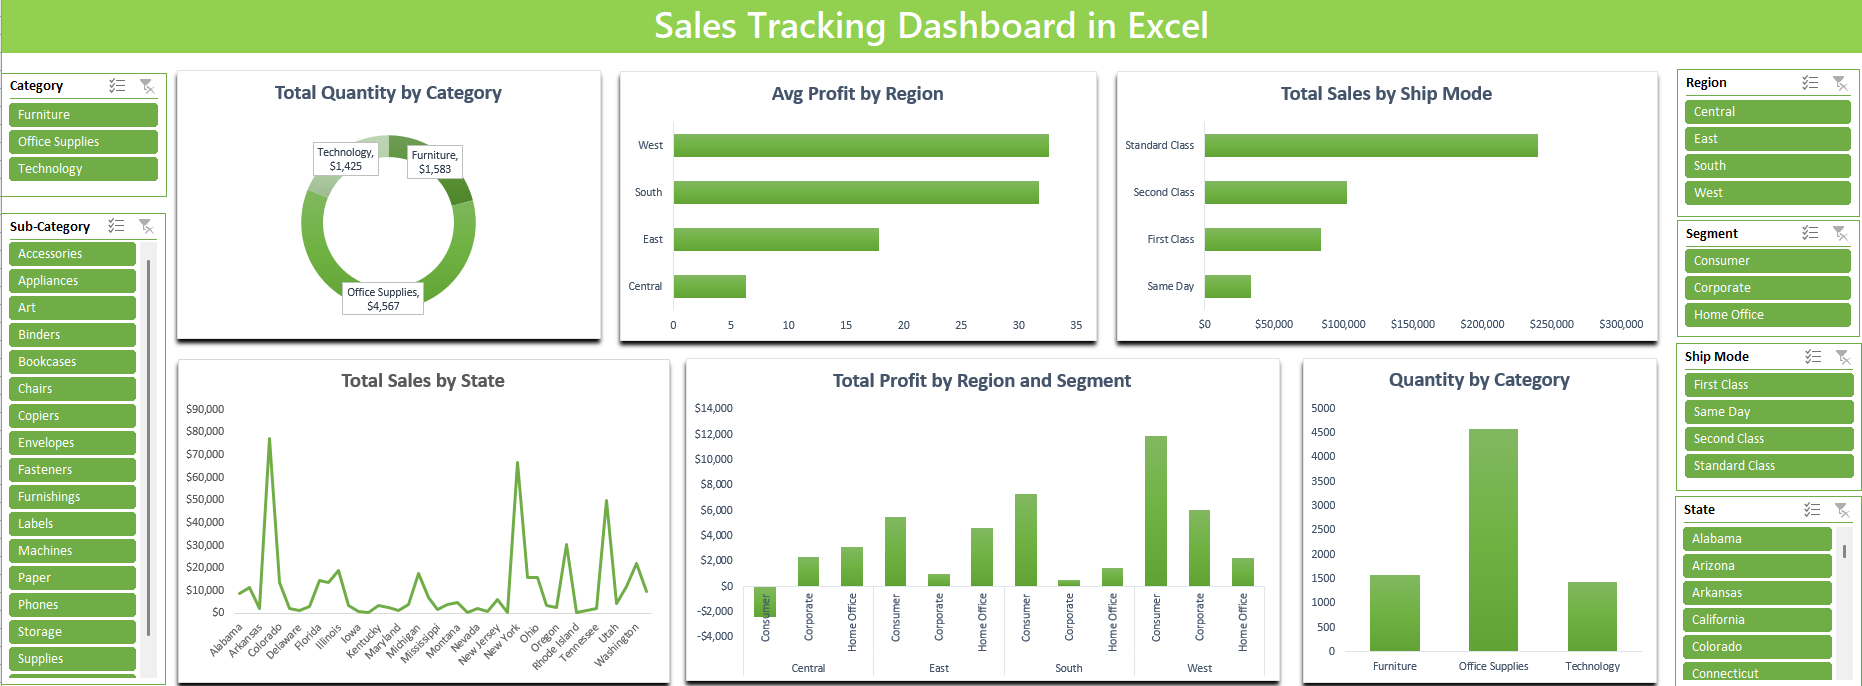 Sales Tracking Dashboard in Excel
Category
Furniture
Office Supplies
Technology
Sub-Category
Accessories
Appliances
Art
Binders
Bookcases
Chairs
Copiers
Envelopes
Fasteners
Furnishings
Labels
Machines
Paper
Phones
Storage
Supplies
Total Quantity by Category
Technology,
$1,425
Furniture,
$1,583
Office Supplies,
$4,567
Avg Profit by Region
West
South
East
Central
0 5 10 15 20 25 30 35
Total Sales by Ship Mode
Standard Class
Second Class
First Class
Same Day
$0 $50,000 $100,000 $150,000 $200,000 $250,000 $300,000
Total Sales by State
$90,000
$80,000
$70,000
$60,000
$50,000
$40,000
$30,000
$20,000
$10,000
$0
Alabama
Arkansas
Colorado
Delaware
Florida
Illinois
Iowa
Kentucky
Maryland
Michigan
Mississippi
Montana
Nevada
New Jersey
New York
Ohio
Oregon
Rhode Island
Tennessee
Utah
Washington
Total Profit by Region and Segment
$14,000
$12,000
$10,000
$8,000
$6,000
$4,000
$2,000
$0
-$2,000
-$4,000
Consumer
Corporate
Home Office
Consumer
Corporate
Home Office
Consumer
Corporate
Home Office
Consumer
Corporate
Home Office
Central East South West
Quantity by Category
5000
4500
4000
3500
3000
2500
2000
1500
1000
500
0
Furniture Office Supplies Technology
Region
Central
East
South
West
Segment
Consumer
Corporate
Home Office
Ship Mode
First Class
Same Day
Second Class
Standard Class
State
Alabama
Arizona
Arkansas
California
Colorado
Connecticut